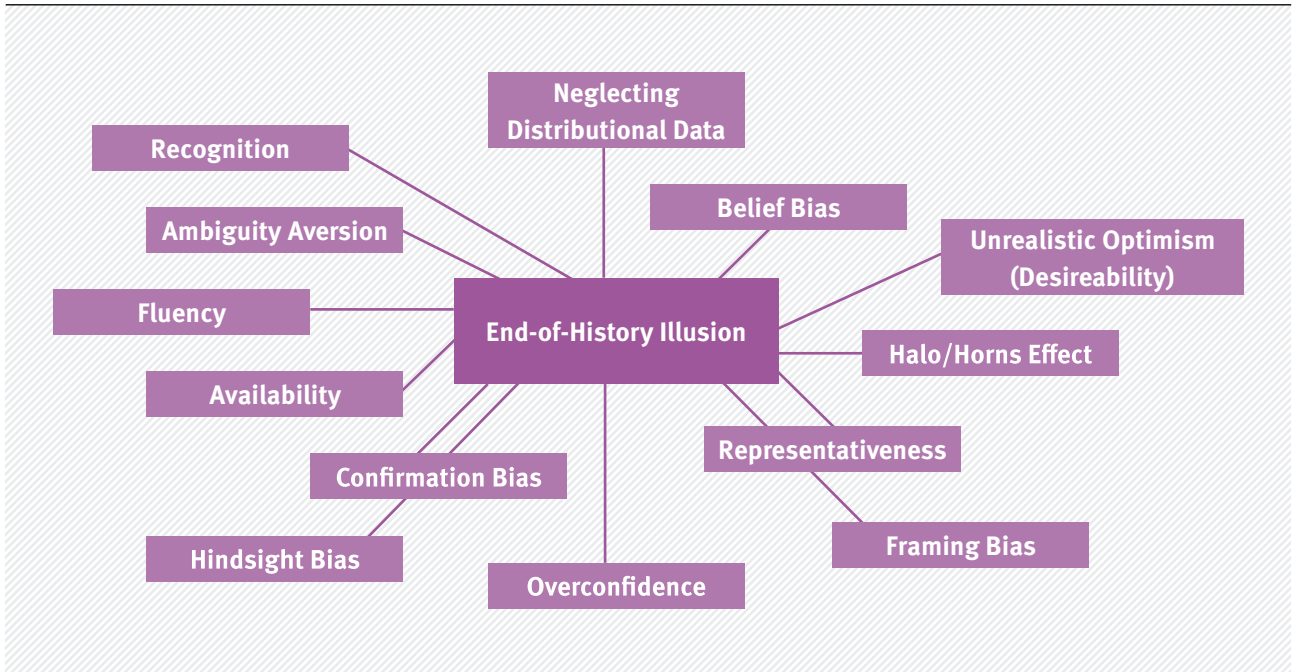 Neglecting
Distributional Data
Recognition
Belief Bias
Ambiguity Aversion
Unrealistic Optimism
(Desireability)
Fluency
End-of-History Illusion
Halo/Horns Effect
Availability
Representativeness
Confirmation Bias
Framing Bias
Hindsight Bias
Overconfidence